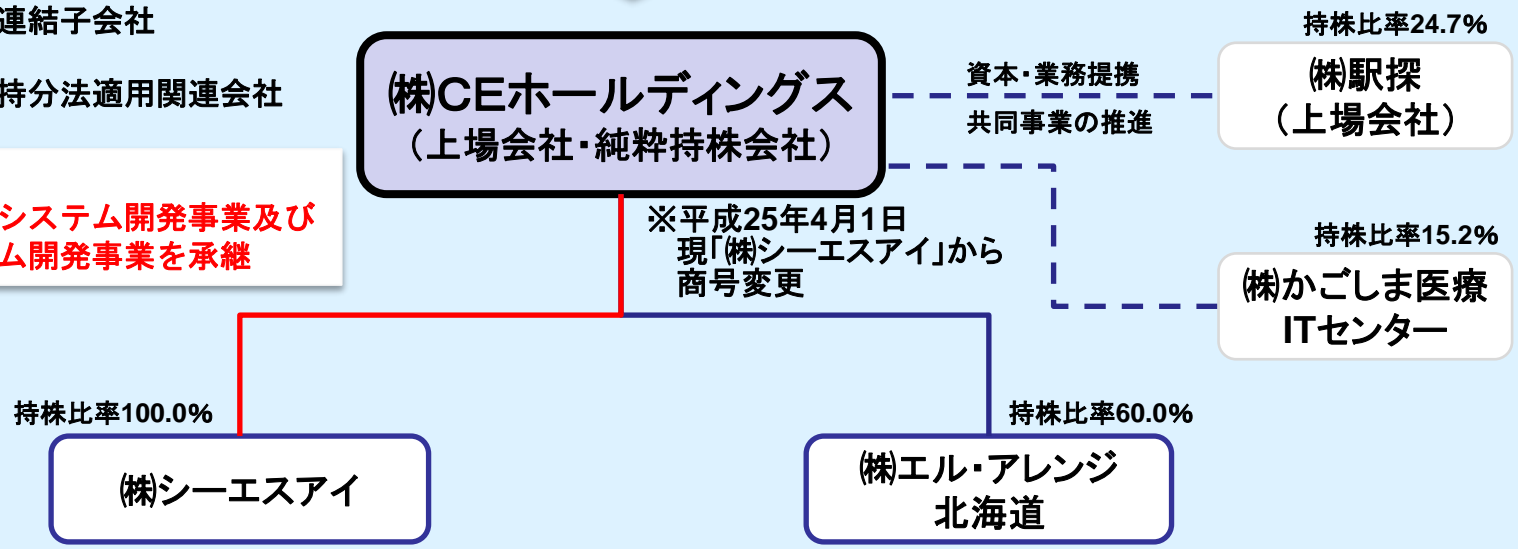 連結子会社
持分法適用関連会社
システム開発事業及び
ム開発事業を承継
㈱CEホールディングス
（上場会社・純粋持株会社）
資本・業務提携
共同事業の推進
持株比率24.7%
㈱駅探
（上場会社）
※平成25年4月1日
現「㈱シーエスアイ」から
商号変更
持株比率15.2%
㈱かごしま医療
ITセンター
持株比率100.0%
㈱シーエスアイ
持株比率60.0%
㈱エル・アレンジ
北海道